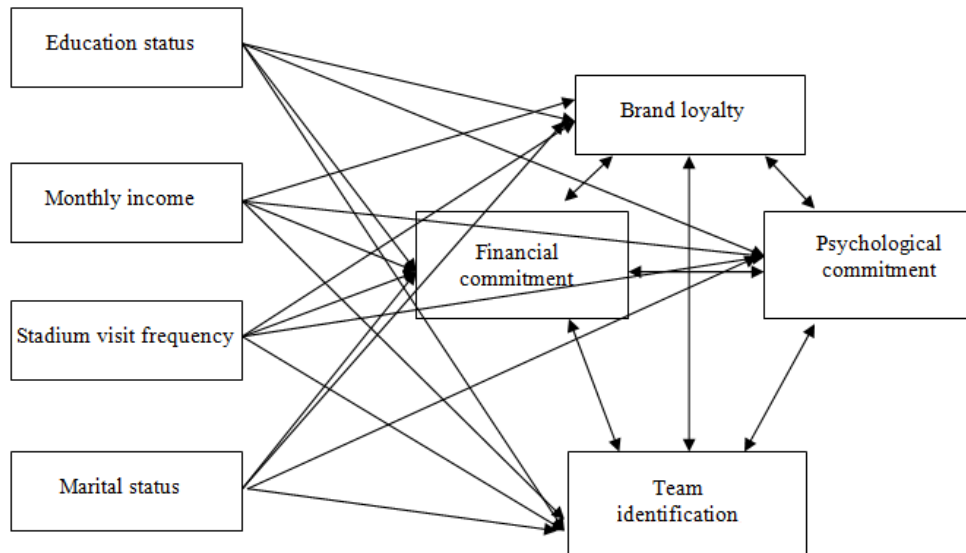 Education status
Brand loyalty
Monthly income
Financial
commitment
Psychological
commitment
Stadium visit frequency
Marital status
Team
identification